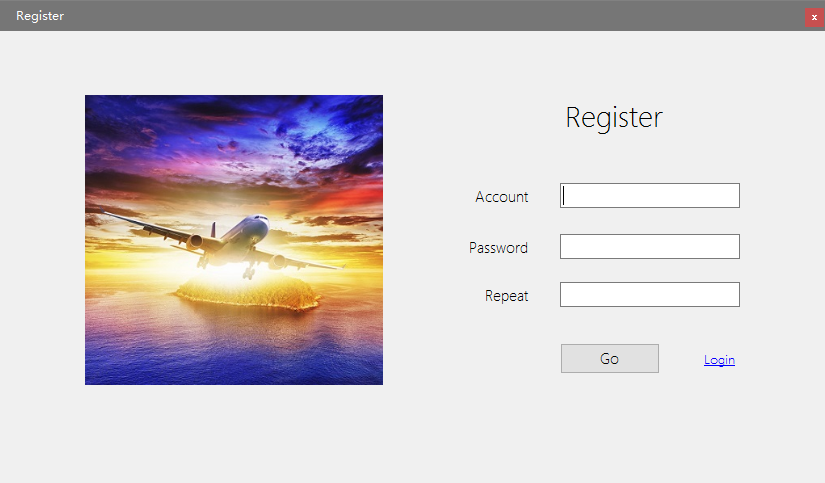 Register
x
Register
Account
Password
Repeat
Go
Login